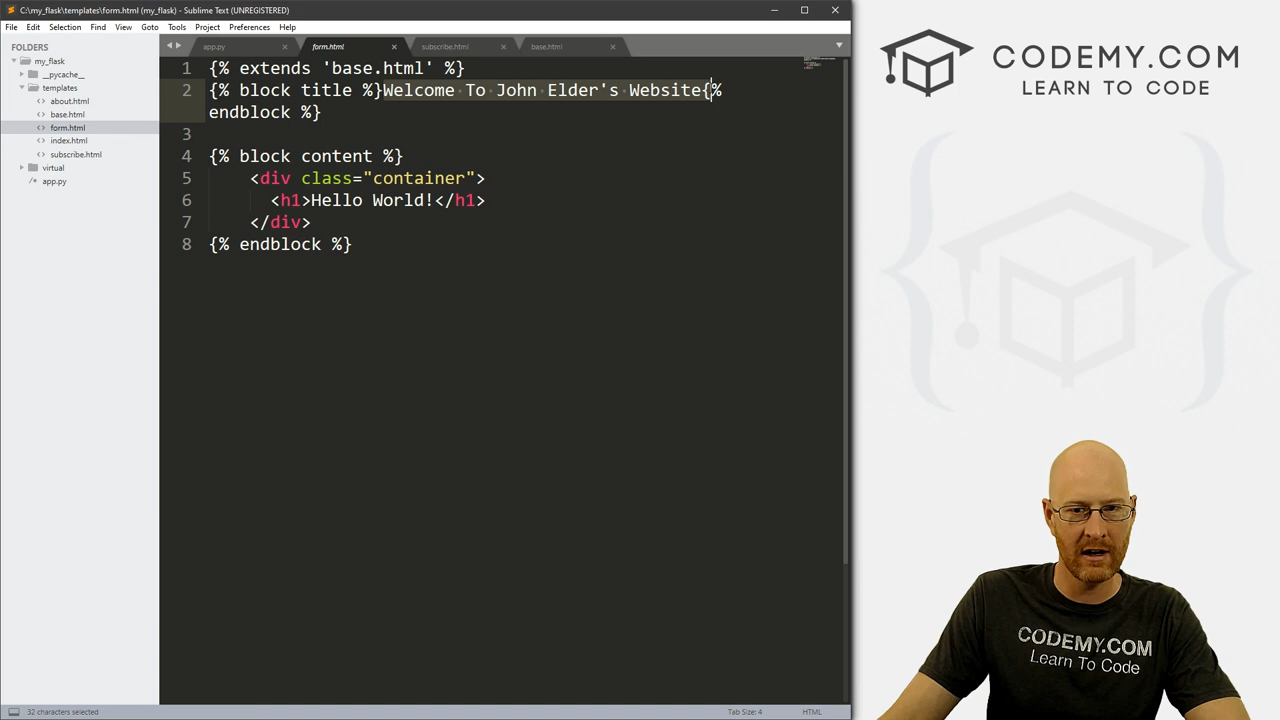 C:\my_flask\templates\form.html (my_flask) - Sublime Text (UNREGISTERED)
File Edit Selection Find View Goto Tools Project Preferences Help
FOLDERS
my_flask
__pycache__
templates
about.html
base.html
form.html
index.html
subscribe.html
virtual
app.py
app.py form.html subscribe.html base.html
1 {% extends 'base.html' %}
2 {% block title %}Welcome To John Elder's Website{%
endblock %}
3
4 {% block content %}
5 <div class="container">
6 <h1>Hello World!</h1>
7 </div>
8 {% endblock %}
32 characters selected
Tab Size: 4
HTML
CODEMY.COM
LEARN TO CODE
CODEMY.COM
Learn To Code